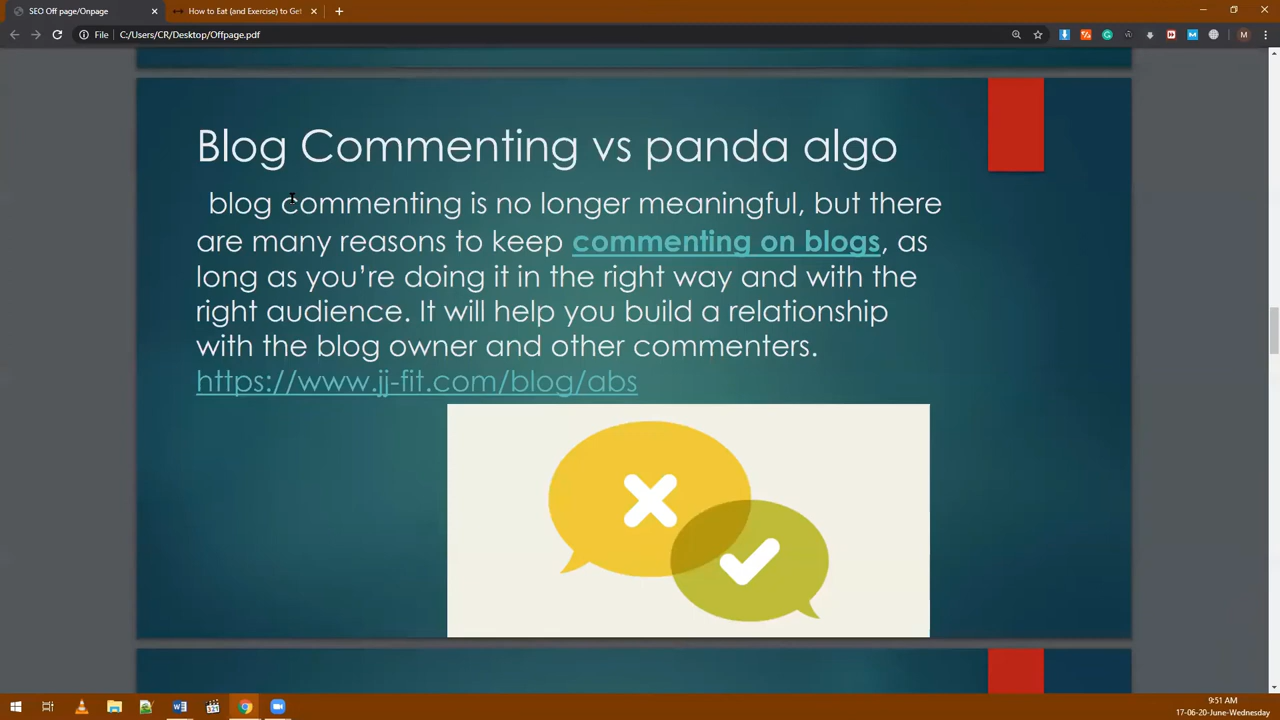 SEO Off page/Onpage
How to Eat (and Exercise) to Get
File
C:/Users/CR/Desktop/Offpage.pdf
M
Blog Commenting vs panda algo
blog commenting is no longer meaningful, but there
are many reasons to keep commenting on blogs, as
long as you’re doing it in the right way and with the
right audience. It will help you build a relationship
with the blog owner and other commenters.
https://www.jj-fit.com/blog/abs
9:51 AM
17-06-20-June-Wednesday